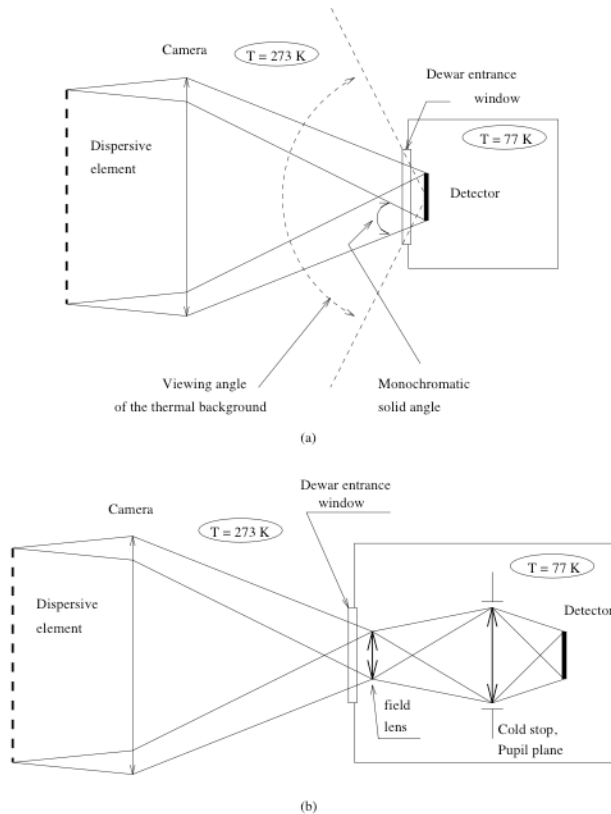 Camera
T = 273 K
Dewar entrance
window
T = 77 K
Dispersive
element
Detector
Viewing angle
of the thermal background
Monochromatic
solid angle
(a)
Dewar entrance
window
Camera
T = 273 K
T = 77 K
Dispersive
element
Detector
field
lens
Cold stop,
Pupil plane
(b)